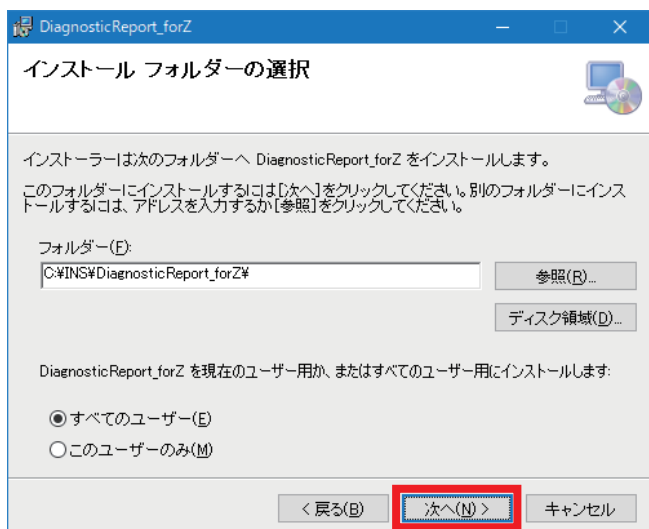 DiagnosticReport_forZ
インストール フォルダーの選択
インストーラーは次のフォルダーへ DiagnosticReport_forZ をインストールします。
このフォルダーにインストールするには[次へ]をクリックしてください。別のフォルダーにインス
トールするには、アドレスを入力するか[参照]をクリックしてください。
フォルダー(F):
C:¥INS¥DiagnosticReport_forZ¥
参照(R)...
ディスク領域(D)...
DiagnosticReport_forZ を現在のユーザー用か、またはすべてのユーザー用にインストールします:
すべてのユーザー(E)
このユーザーのみ(M)
< 戻る(B)
次へ(N) >
キャンセル